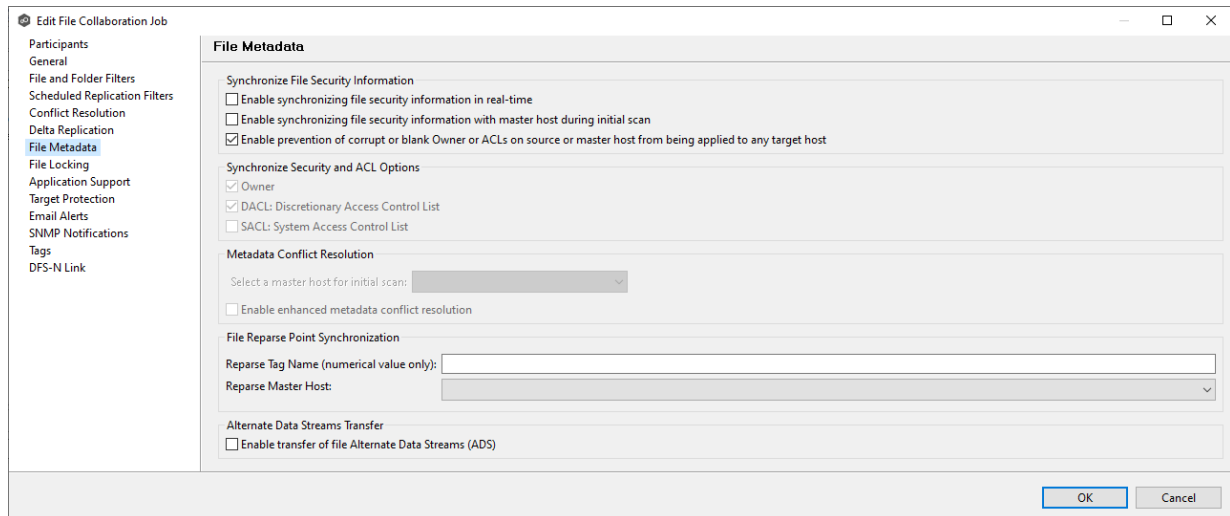 Edit File Collaboration Job
Participants
General
File and Folder Filters
Scheduled Replication Filters
Conflict Resolution
Delta Replication
File Metadata
File Locking
Application Support
Target Protection
Email Alerts
SNMP Notifications
Tags
DFS-N Link
File Metadata
Synchronize File Security Information
Enable synchronizing file security information in real-time
Enable synchronizing file security information with master host during initial scan
Enable prevention of corrupt or blank Owner or ACLs on source or master host from being applied to any target host
Synchronize Security and ACL Options
Owner
DACL: Discretionary Access Control List
SACL: System Access Control List
Metadata Conflict Resolution
Select a master host for initial scan:
Enable enhanced metadata conflict resolution
File Reparse Point Synchronization
Reparse Tag Name (numerical value only):
Reparse Master Host:
Alternate Data Streams Transfer
Enable transfer of file Alternate Data Streams (ADS)
OK Cancel